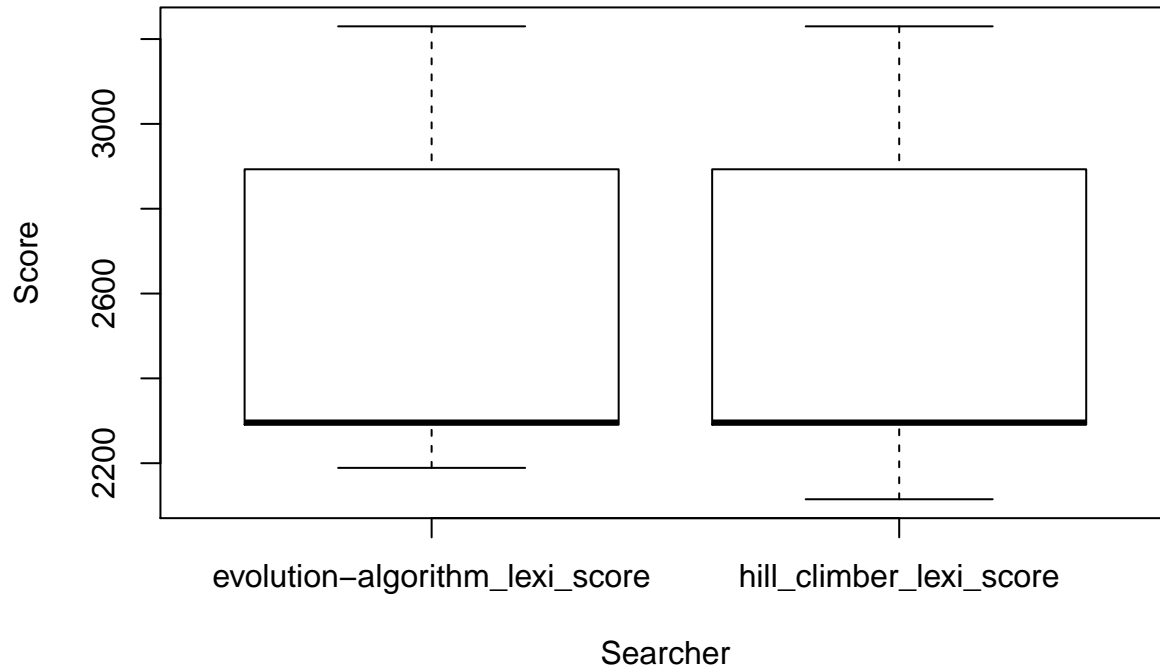 Score
3000
2600
2200
evolution−algorithm_lexi_score hill_climber_lexi_score
Searcher